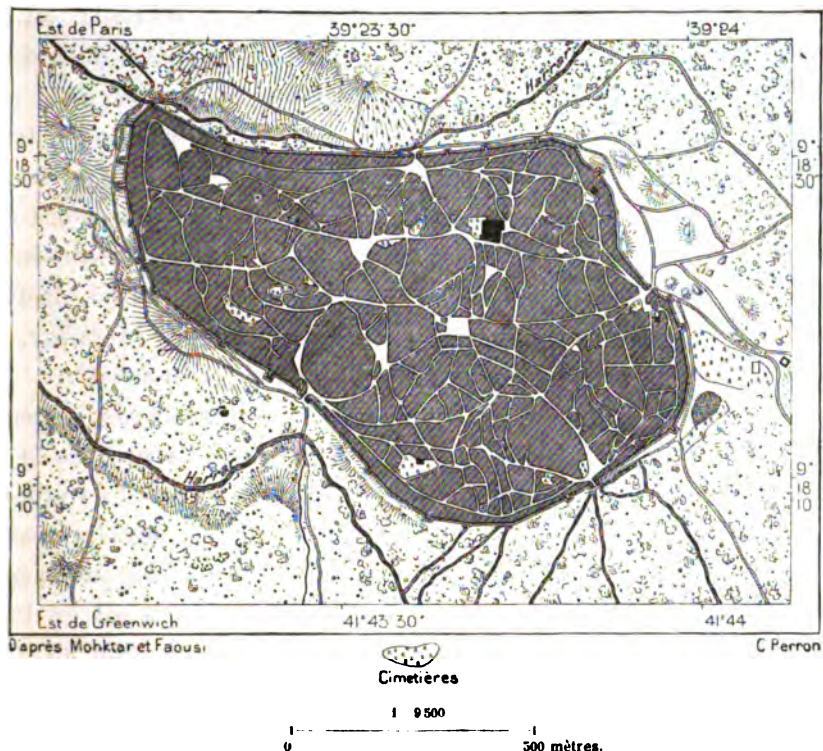 Est de Paris 39°23'30" 39°24'
9° 18' 30" 9° 18' 30"
9° 18' 10" 9° 18' 10"
Est de Greenwich 41°43'30" 41°44'
D'après Mohktar et Faousi C. Perron
Cimetières
1 9 500
0 300 mètres.